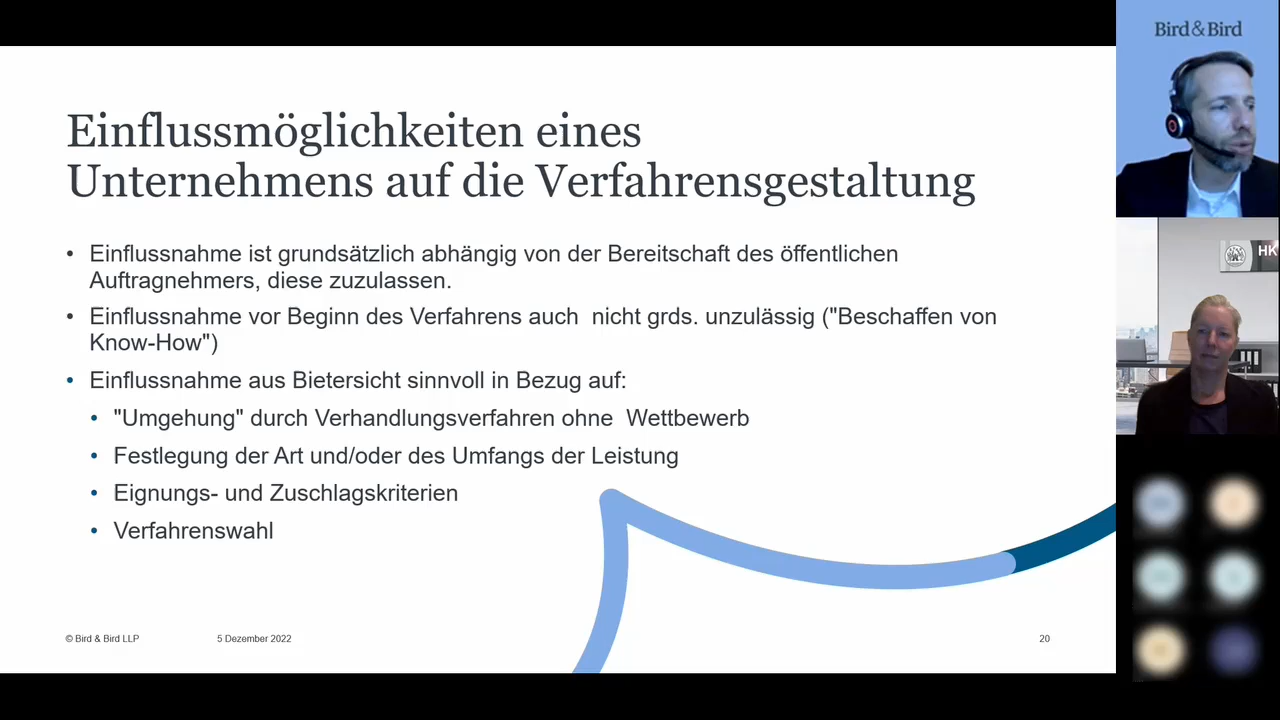 Einflussmöglichkeiten eines
Unternehmens auf die Verfahrensgestaltung
• Einflussnahme ist grundsätzlich abhängig von der Bereitschaft des öffentlichen
Auftragnehmers, diese zuzulassen.
• Einflussnahme vor Beginn des Verfahrens auch nicht grds. unzulässig ("Beschaffen von
Know-How")
• Einflussnahme aus Bietersicht sinnvoll in Bezug auf:
• "Umgehung" durch Verhandlungsverfahren ohne Wettbewerb
• Festlegung der Art und/oder des Umfangs der Leistung
• Eignungs- und Zuschlagskriterien
• Verfahrenswahl
© Bird & Bird LLP
5 Dezember 2022
20
Bird&Bird
HK